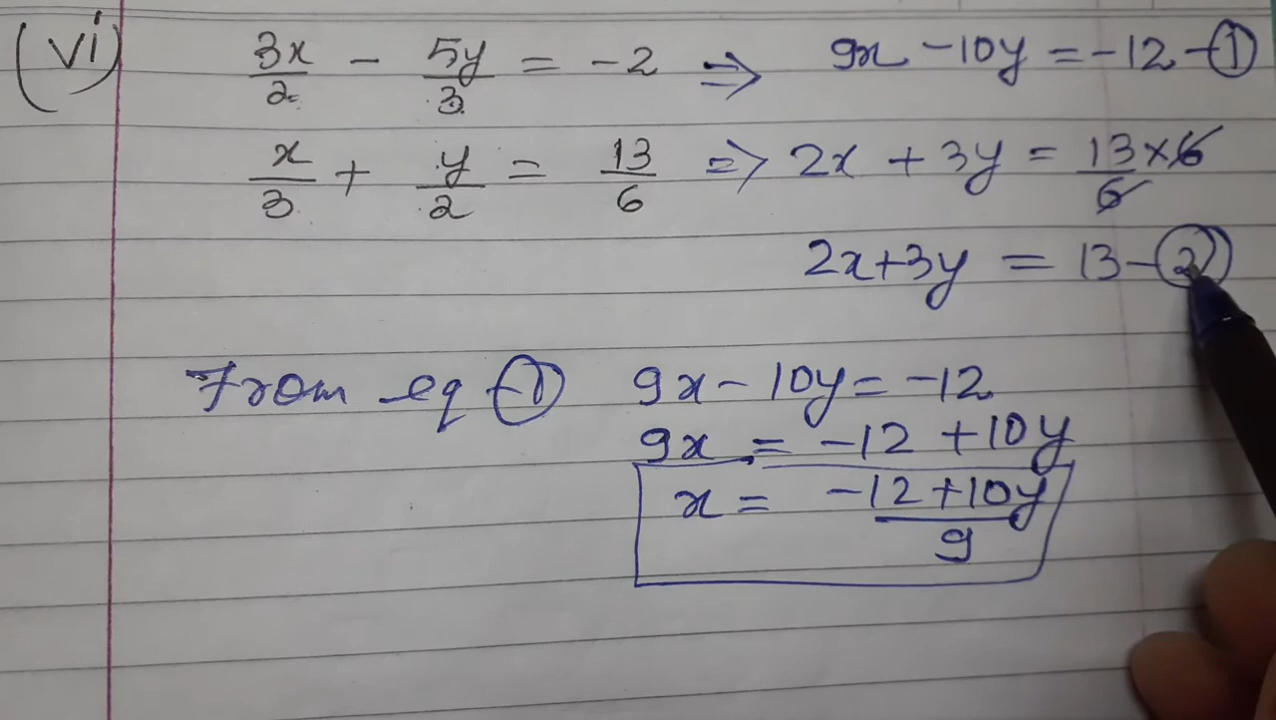 (vi) 3x/2 - 5y/3 = -2 ⇒ 9x - 10y = -12 - ①
x/3 + y/2 = 13/6 ⇒ 2x + 3y = 13×6/6
2x+3y = 13 - ②
From eq - ① 9x - 10y = -12
9x = -12 + 10y
x = -12+10y/9